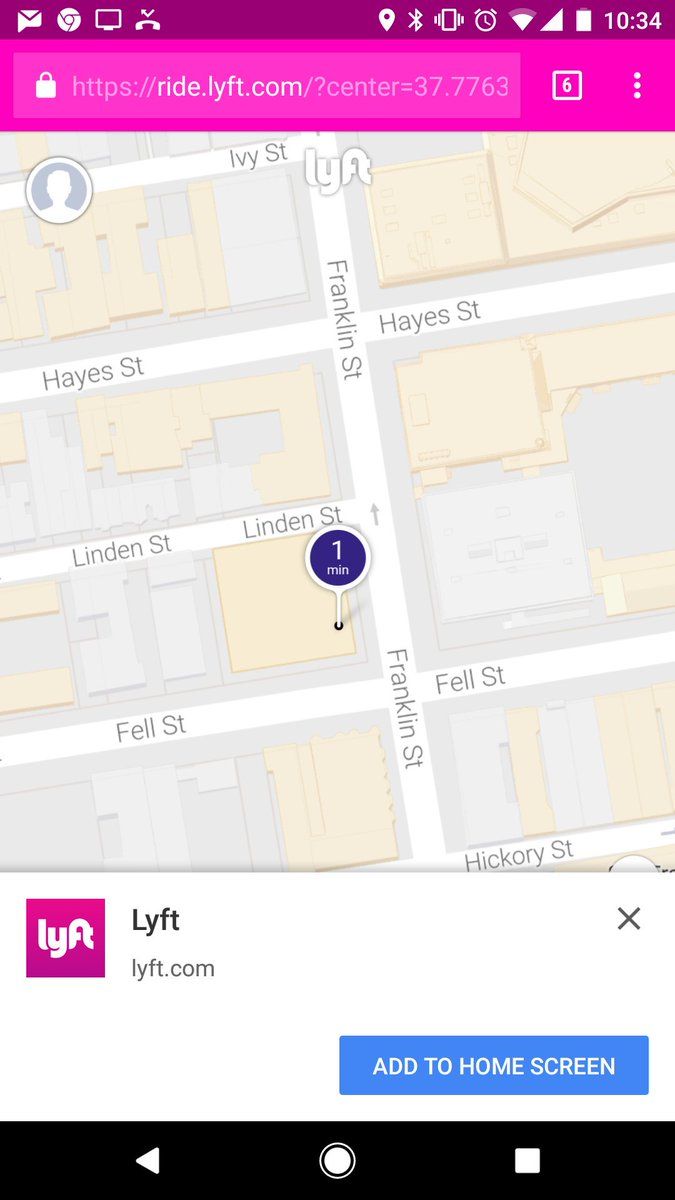 10:34
https://ride.lyft.com/?center=37.7763
6
Ivy St
lyft
Franklin St
Hayes St
Hayes St
Linden St
Linden St
1
min
Franklin St
Fell St
Fell St
Hickory St
lyft
Lyft
lyft.com
ADD TO HOME SCREEN